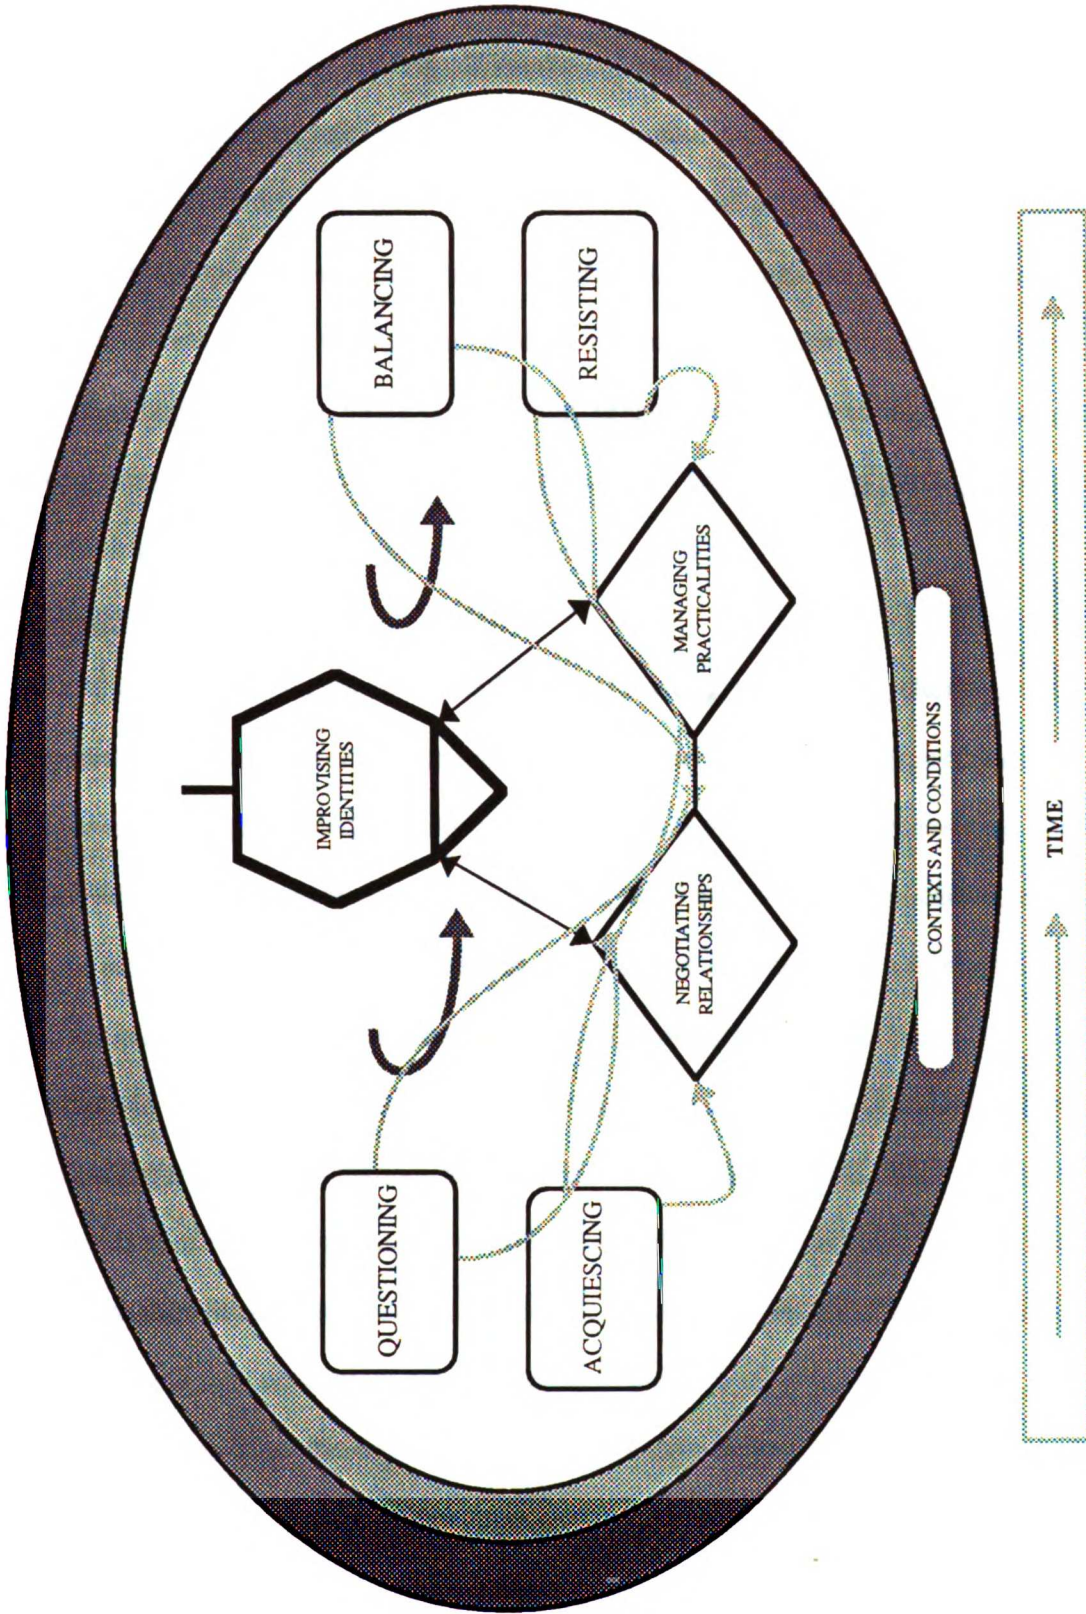 IMPROVISING
IDENTITIES
QUESTIONING
BALANCING
ACQUIESCING
RESISTING
NEGOTIATING
RELATIONSHIPS
MANAGING
PRACTICALITIES
CONTEXTS AND CONDITIONS
TIME